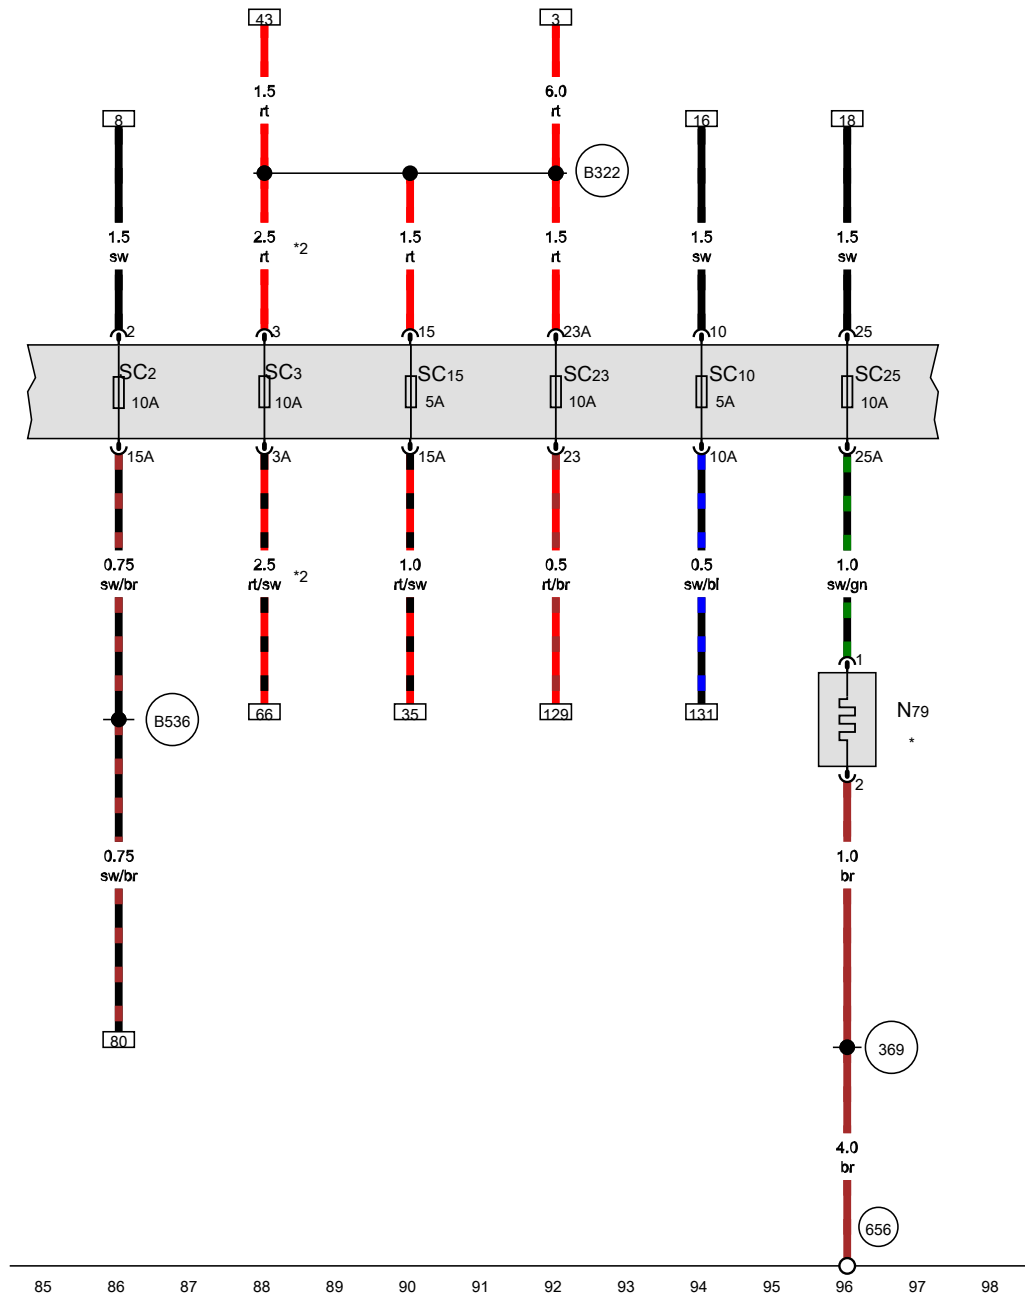 43 3
1.5 6.0
rt rt
8 16 18
B322
1.5 2.5 *2 1.5 1.5 1.5 1.5
sw rt rt rt sw sw
2 3 15 23A 10 25
SC2 SC3 SC15 SC23 SC10 SC25
10A 10A 5A 10A 5A 10A
15A 3A 15A 23 10A 25A
0.75 2.5 *2 1.0 0.5 0.5 1.0
sw/br rt/sw rt/sw rt/br sw/bl sw/gn
1
66 35 129 131 N79
B536 *
2
0.75 1.0
sw/br br
80 369
4.0
br
656
85 86 87 88 89 90 91 92 93 94 95 96 97 98